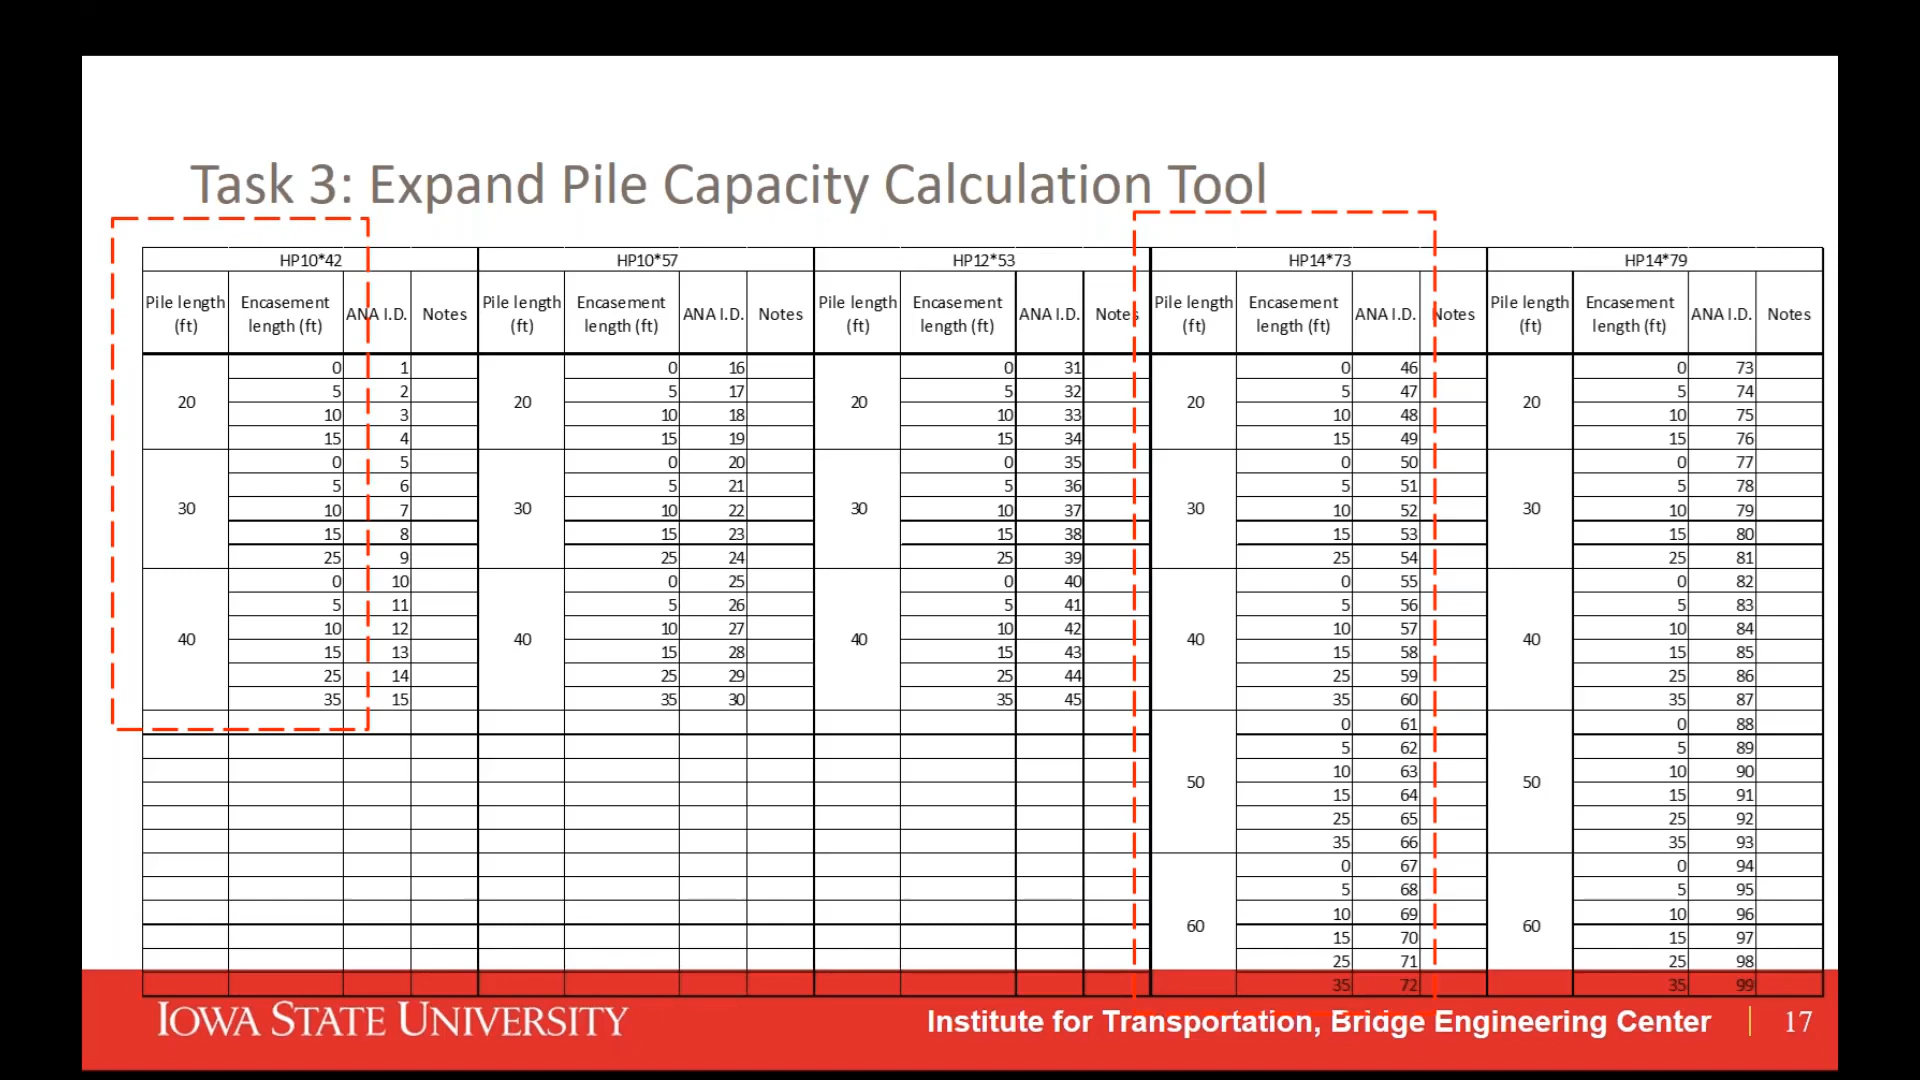 Task 3: Expand Pile Capacity Calculation Tool
HP10*42 HP10*57 HP12*53 HP14*73 HP14*79
Pile length (ft) Encasement length (ft) ANA I.D. Notes Pile length (ft) Encasement length (ft) ANA I.D. Notes Pile length (ft) Encasement length (ft) ANA I.D. Notes Pile length (ft) Encasement length (ft) ANA I.D. Notes Pile length (ft) Encasement length (ft) ANA I.D. Notes
20 0 1 20 0 16 20 0 31 20 0 46 20 0 73
5 2 5 17 5 32 5 47 5 74
10 3 10 18 10 33 10 48 10 75
15 4 15 19 15 34 15 49 15 76
30 0 5 30 0 20 30 0 35 30 0 50 30 0 77
5 6 5 21 5 36 5 51 5 78
10 7 10 22 10 37 10 52 10 79
15 8 15 23 15 38 15 53 15 80
25 9 25 24 25 39 25 54 25 81
40 0 10 40 0 25 40 0 40 40 0 55 40 0 82
5 11 5 26 5 41 5 56 5 83
10 12 10 27 10 42 10 57 10 84
15 13 15 28 15 43 15 58 15 85
25 14 25 29 25 44 25 59 25 86
35 15 35 30 35 45 35 60 35 87
50 0 61 50 0 88
5 62 5 89
10 63 10 90
15 64 15 91
25 65 25 92
35 66 35 93
60 0 67 60 0 94
5 68 5 95
10 69 10 96
15 70 15 97
25 71 25 98
35 72 35 99
IOWA STATE UNIVERSITY
Institute for Transportation, Bridge Engineering Center 17